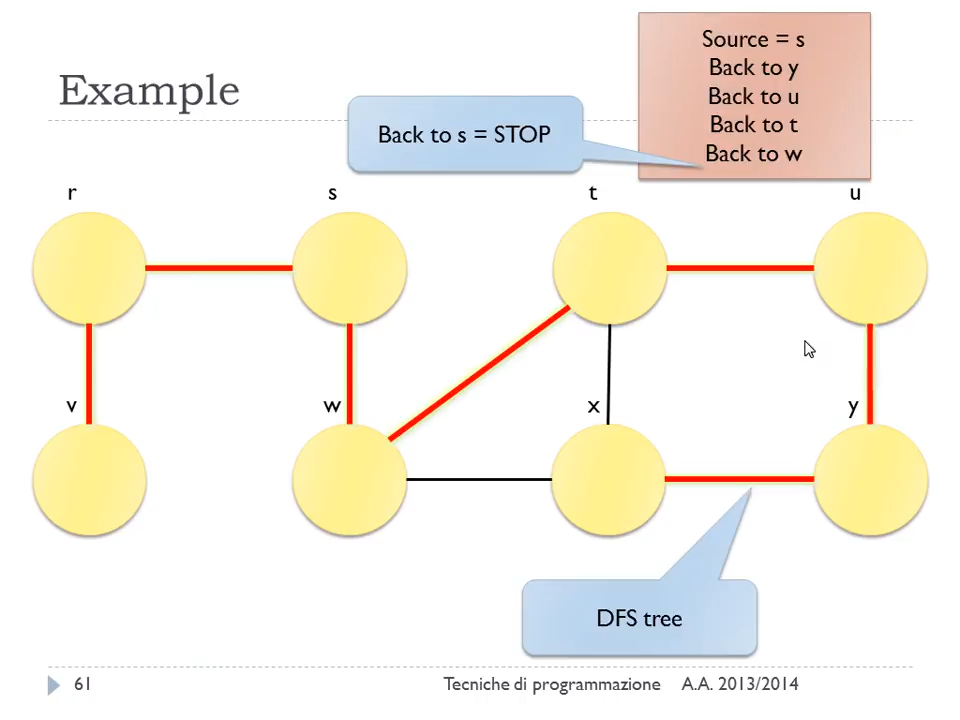 Example
Source = s
Back to y
Back to u
Back to t
Back to w
Back to s = STOP
r
s
t
u
v
w
x
y
DFS tree
61
Tecniche di programmazione A.A. 2013/2014